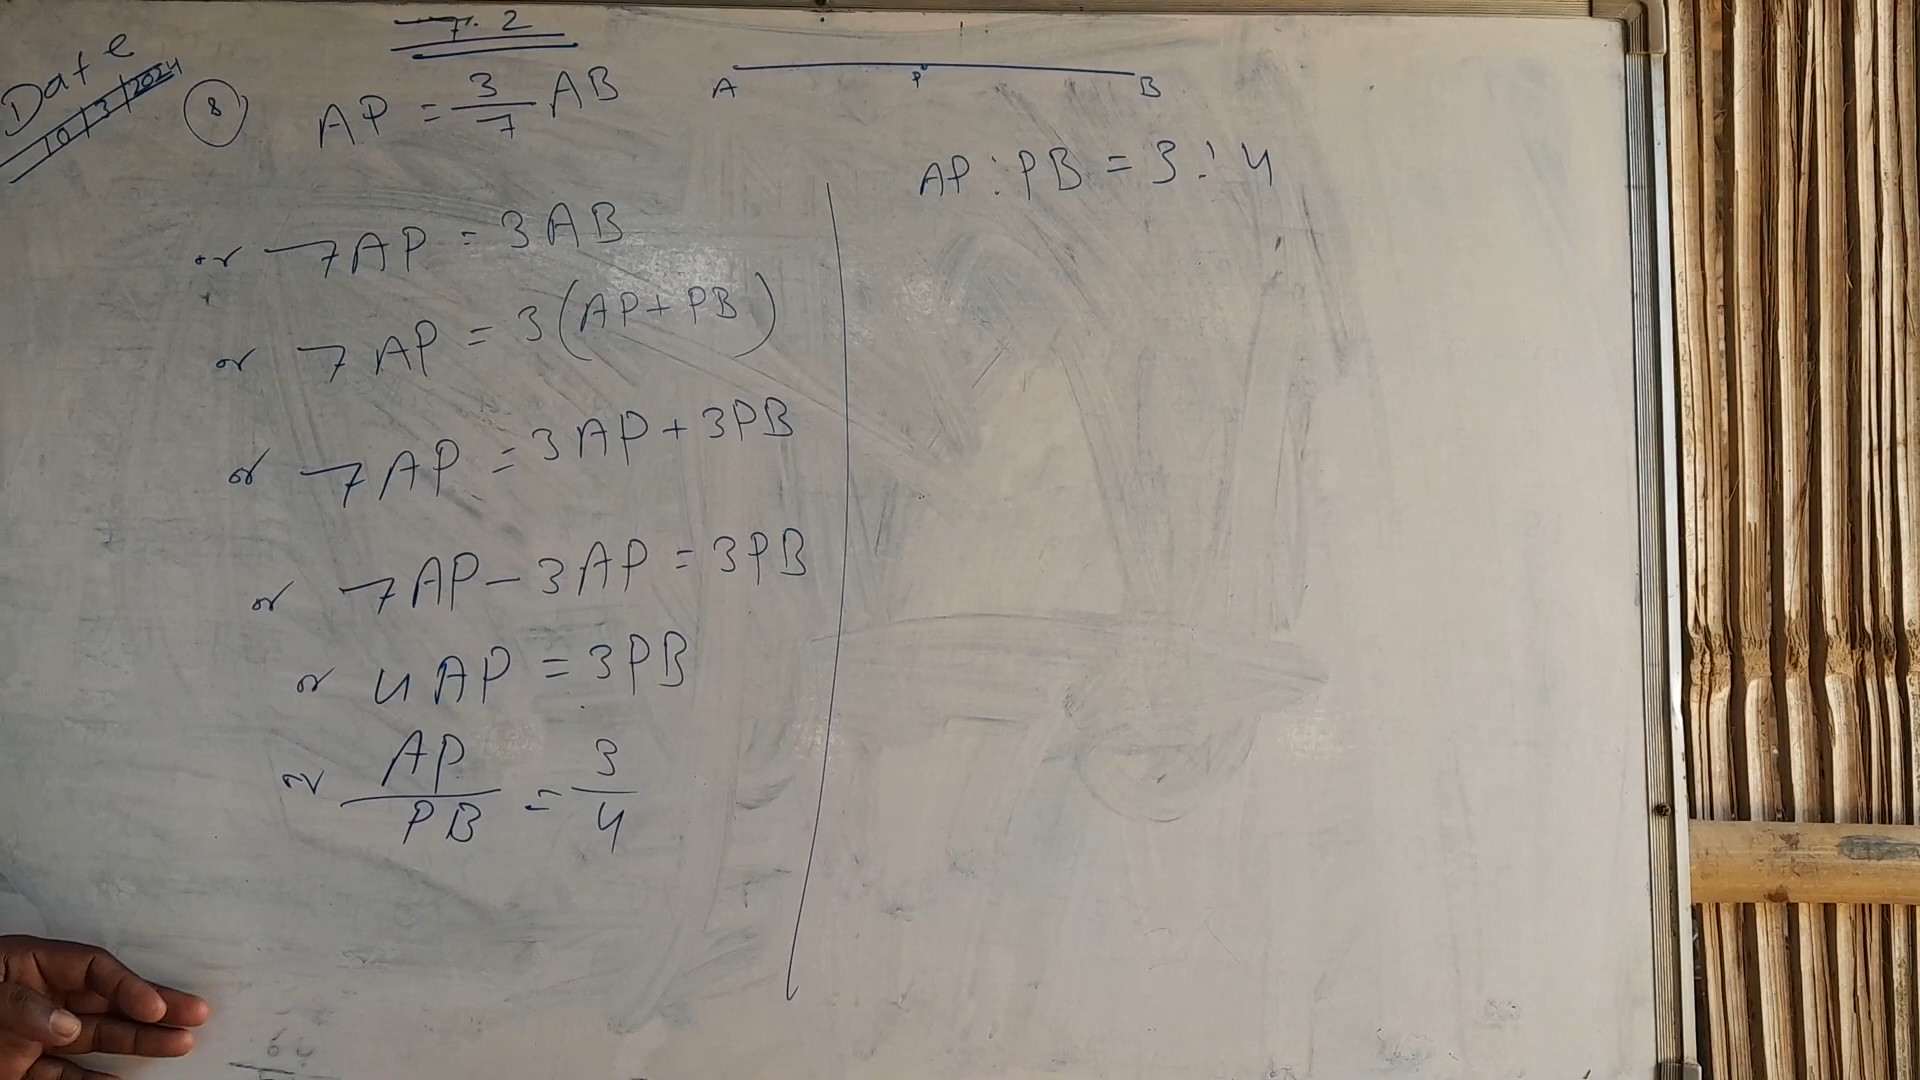 Date
10/3/2024
7.2
8
AP = 3/7 AB
or 7AP = 3AB
or 7AP = 3(AP + PB)
or 7AP = 3AP + 3PB
or 7AP - 3AP = 3PB
or 4AP = 3PB
or AP/PB = 3/4
A P B
AP : PB = 3 : 4